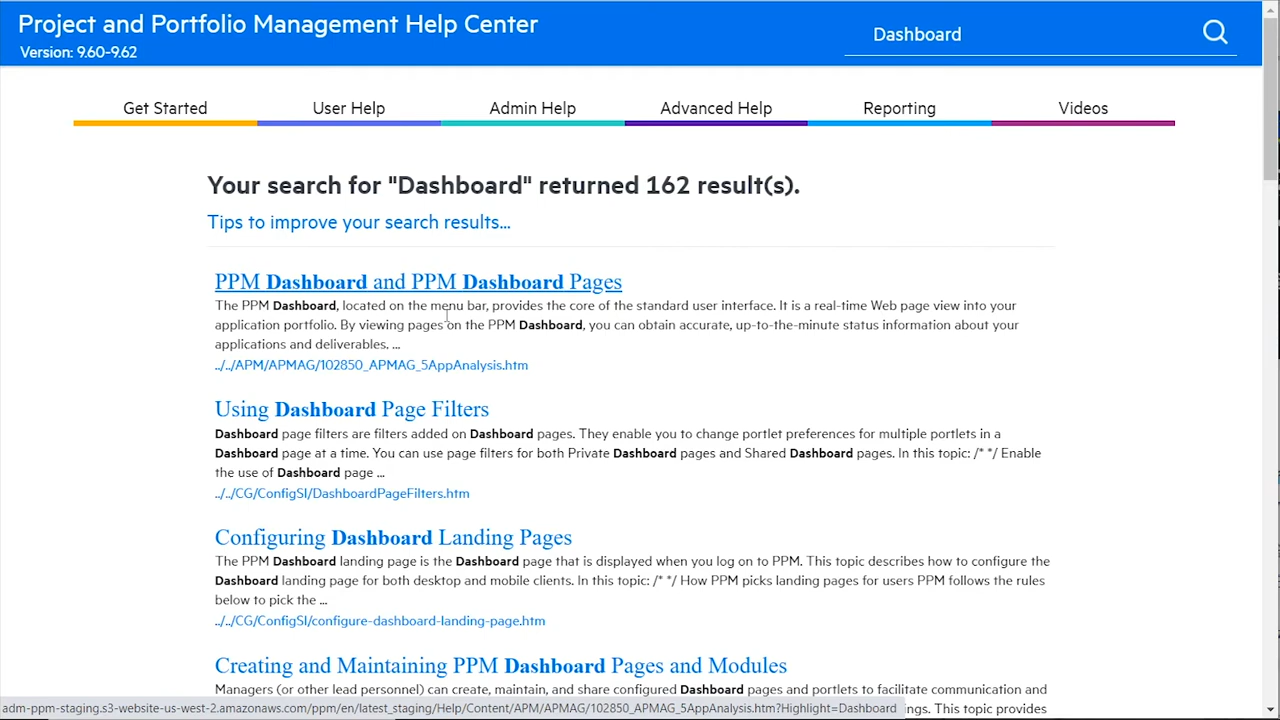 Project and Portfolio Management Help Center
Version: 9.60-9.62
Dashboard
Get Started
User Help
Admin Help
Advanced Help
Reporting
Videos
Your search for "Dashboard" returned 162 result(s).
Tips to improve your search results...
PPM Dashboard and PPM Dashboard Pages
The PPM Dashboard, located on the menu bar, provides the core of the standard user interface. It is a real-time Web page view into your
application portfolio. By viewing pages on the PPM Dashboard, you can obtain accurate, up-to-the-minute status information about your
applications and deliverables. ...
../../APM/APMAG/102850_APMAG_5AppAnalysis.htm
Using Dashboard Page Filters
Dashboard page filters are filters added on Dashboard pages. They enable you to change portlet preferences for multiple portlets in a
Dashboard page at a time. You can use page filters for both Private Dashboard pages and Shared Dashboard pages. In this topic: /* */ Enable
the use of Dashboard page ...
../../CG/ConfigSI/DashboardPageFilters.htm
Configuring Dashboard Landing Pages
The PPM Dashboard landing page is the Dashboard page that is displayed when you log on to PPM. This topic describes how to configure the
Dashboard landing page for both desktop and mobile clients. In this topic: /* */ How PPM picks landing pages for users PPM follows the rules
below to pick the ...
../../CG/ConfigSI/configure-dashboard-landing-page.htm
Creating and Maintaining PPM Dashboard Pages and Modules
Managers (or other lead personnel) can create, maintain, and share configured Dashboard pages and portlets to facilitate communication and
adm-ppm-staging.s3-website-us-west-2.amazonaws.com/ppm/en/latest_staging/Help/Content/APM/APMAG/102850_APMAG_5AppAnalysis.htm?Highlight=Dashboard
ngs. This topic provides